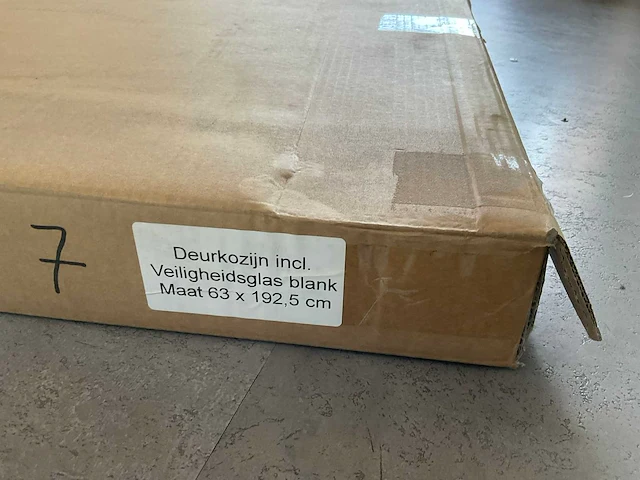 7
Deurkozijn incl.
Veiligheidsglas blank
Maat 63 x 192,5 cm